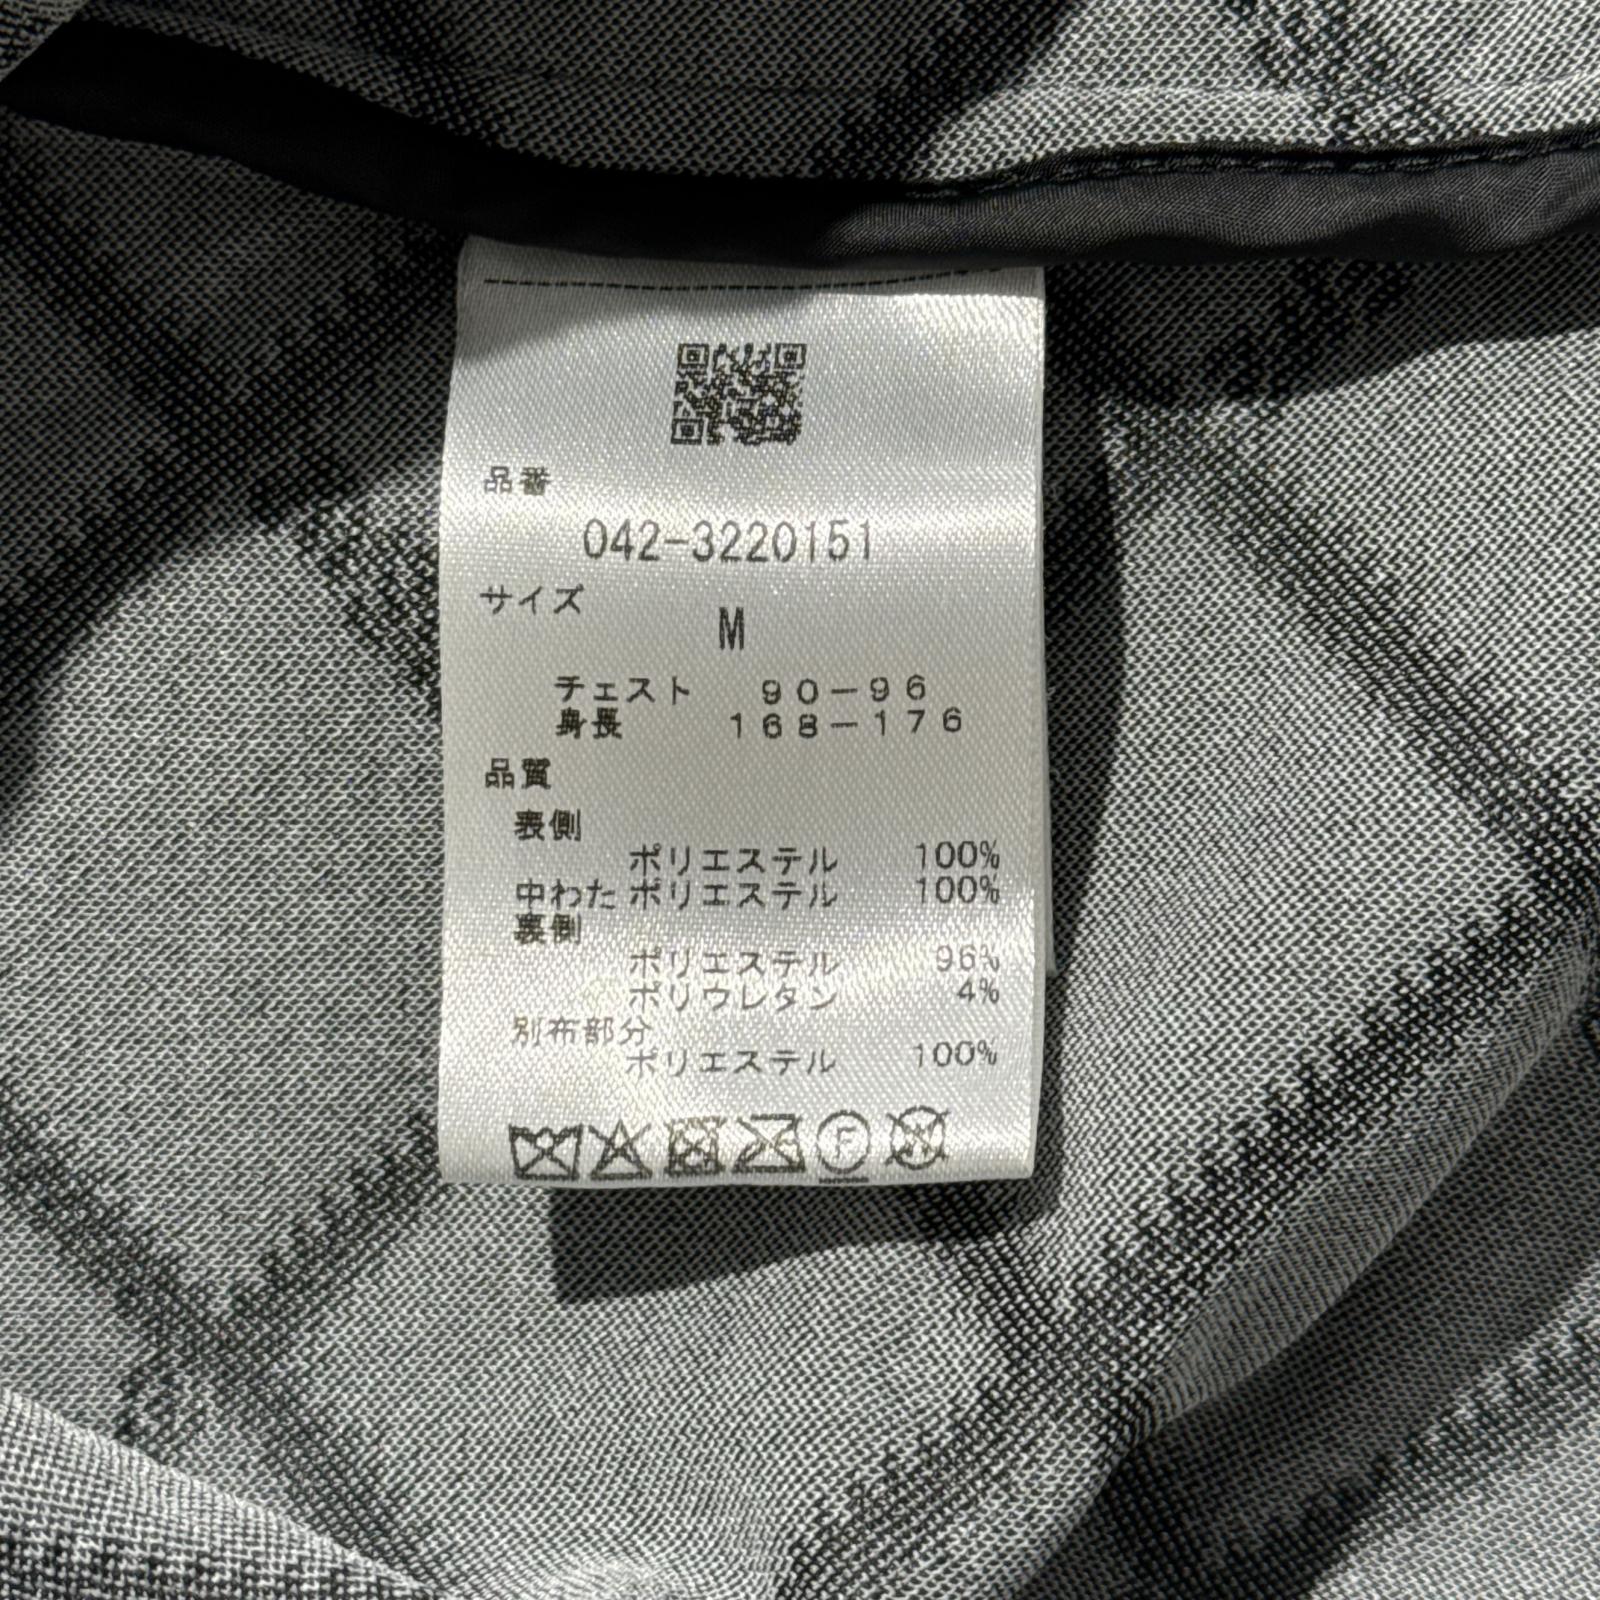 品番
042-3220151
サイズ
M
チェスト 90-96
身長 168-176
品質
表側
ポリエステル 100%
中わた ポリエステル 100%
裏側
ポリエステル 96%
ポリウレタン 4%
別布部分
ポリエステル 100%
F
W